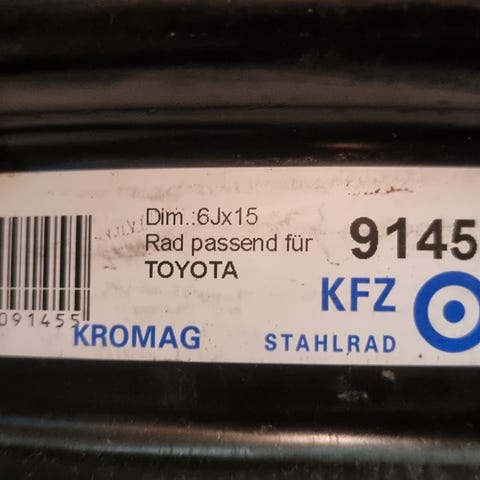 Dim.:6Jx15
Rad passend für
TOYOTA
9145
KFZ
091455
KROMAG
STAHLRAD